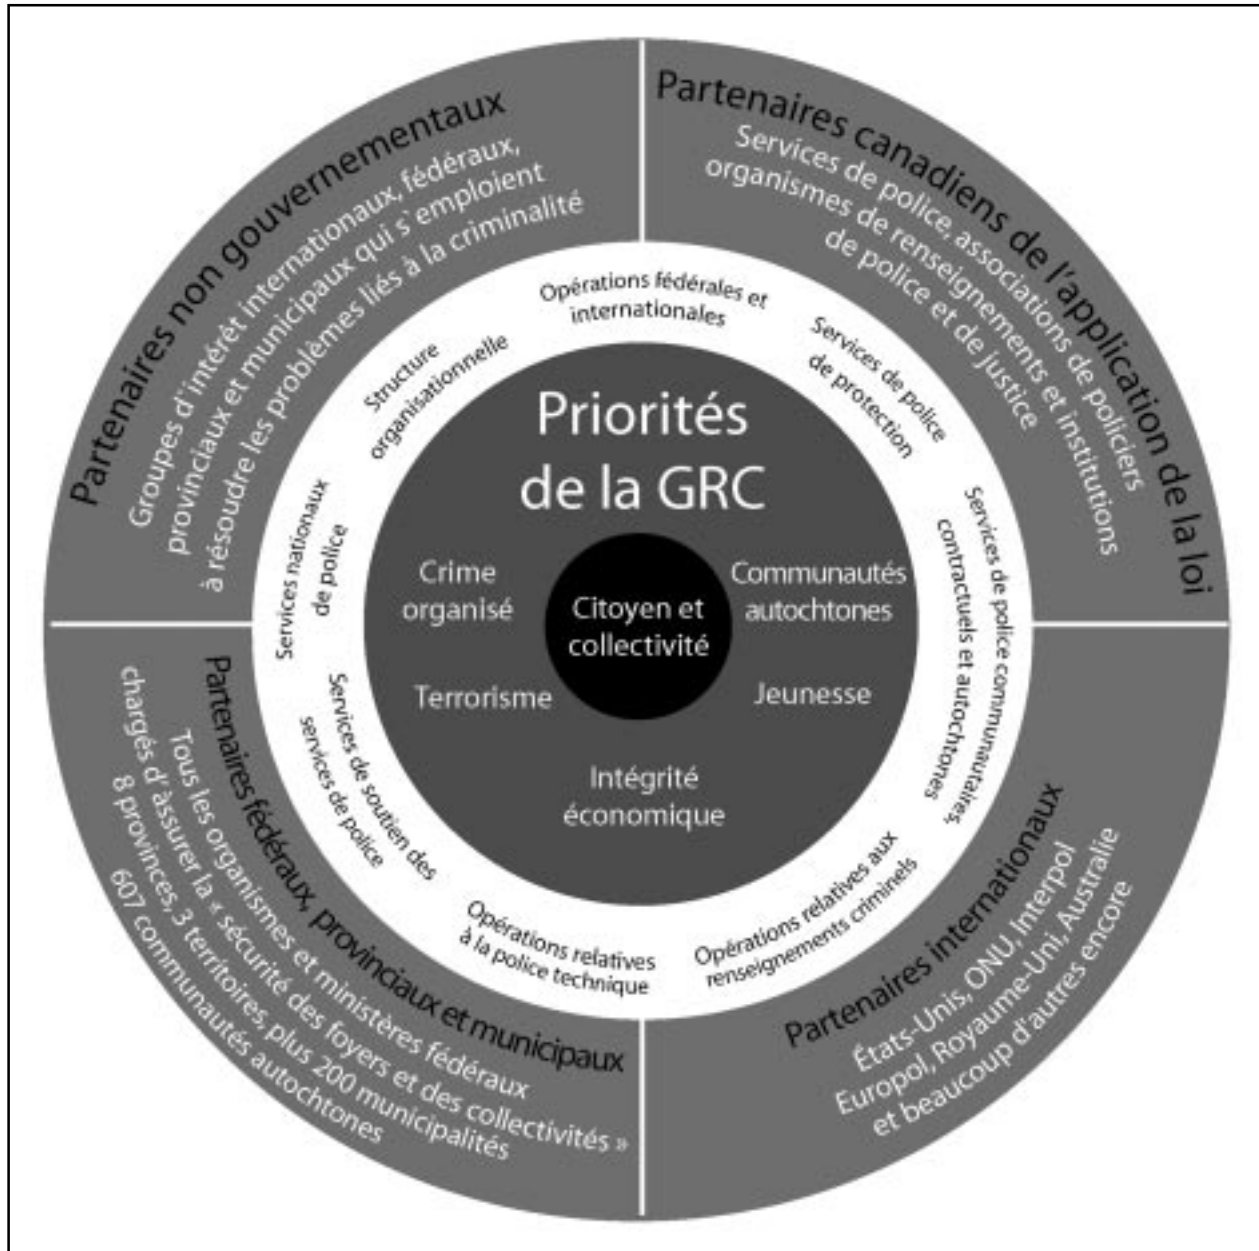 Partenaires non gouvernementaux
Groupes d'intérêt internationaux, fédéraux,
provinciaux et municipaux qui s'emploient
à résoudre les problèmes liés à la criminalité
Partenaires canadiens de l'application de la loi
Services de police, associations de policiers
organismes de renseignements et institutions
de police et de justice
Opérations fédérales et
internationales
Services de police
de protection
Services de police communautaires,
contractuels et autochtones
Opérations relatives aux
renseignements criminels
Opérations relatives
à la police technique
Services de soutien des
services de police
Services nationaux
de police
Structure
organisationnelle
Priorités
de la GRC
Crime
organisé
Communautés
autochtones
Citoyen et
collectivité
Terrorisme
Jeunesse
Intégrité
économique
Partenaires fédéraux, provinciaux et municipaux
Tous les organismes et ministères fédéraux
chargés d'àssurer la « sécurité des foyers et des collectivités »
8 provinces, 3 territoires, plus 200 municipalités
607 communautés autochtones
Partenaires internationaux
États-Unis, ONU, Interpol
Europol, Royaume-Uni, Australie
et beaucoup d'autres encore